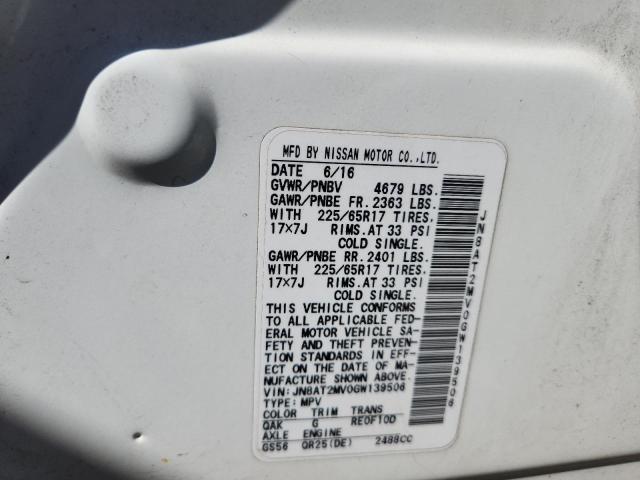 MFD BY NISSAN MOTOR CO.,LTD.
DATE 6/16
GVWR/PNBV 4679 LBS.
GAWR/PNBE FR. 2363 LBS.
WITH 225/65R17 TIRES,
17×7J RIMS.AT 33 PSI
COLD SINGLE.
GAWR/PNBE RR. 2401 LBS.
WITH 225/65R17 TIRES,
17×7J RIMS.AT 33 PSI
COLD SINGLE.
THIS VEHICLE CONFORMS
TO ALL APPLICABLE FED-
ERAL MOTOR VEHICLE SA-
FETY AND THEFT PREVEN-
TION STANDARDS IN EFF-
ECT ON THE DATE OF MA-
NUFACTURE SHOWN ABOVE.
VIN: JN8AT2MV0GW139506
TYPE: MPV
COLOR TRIM TRANS
QAK G RE0F10D
AXLE ENGINE
GS56 QR25(DE) 2488CC
JN8AT2MV0GW139506